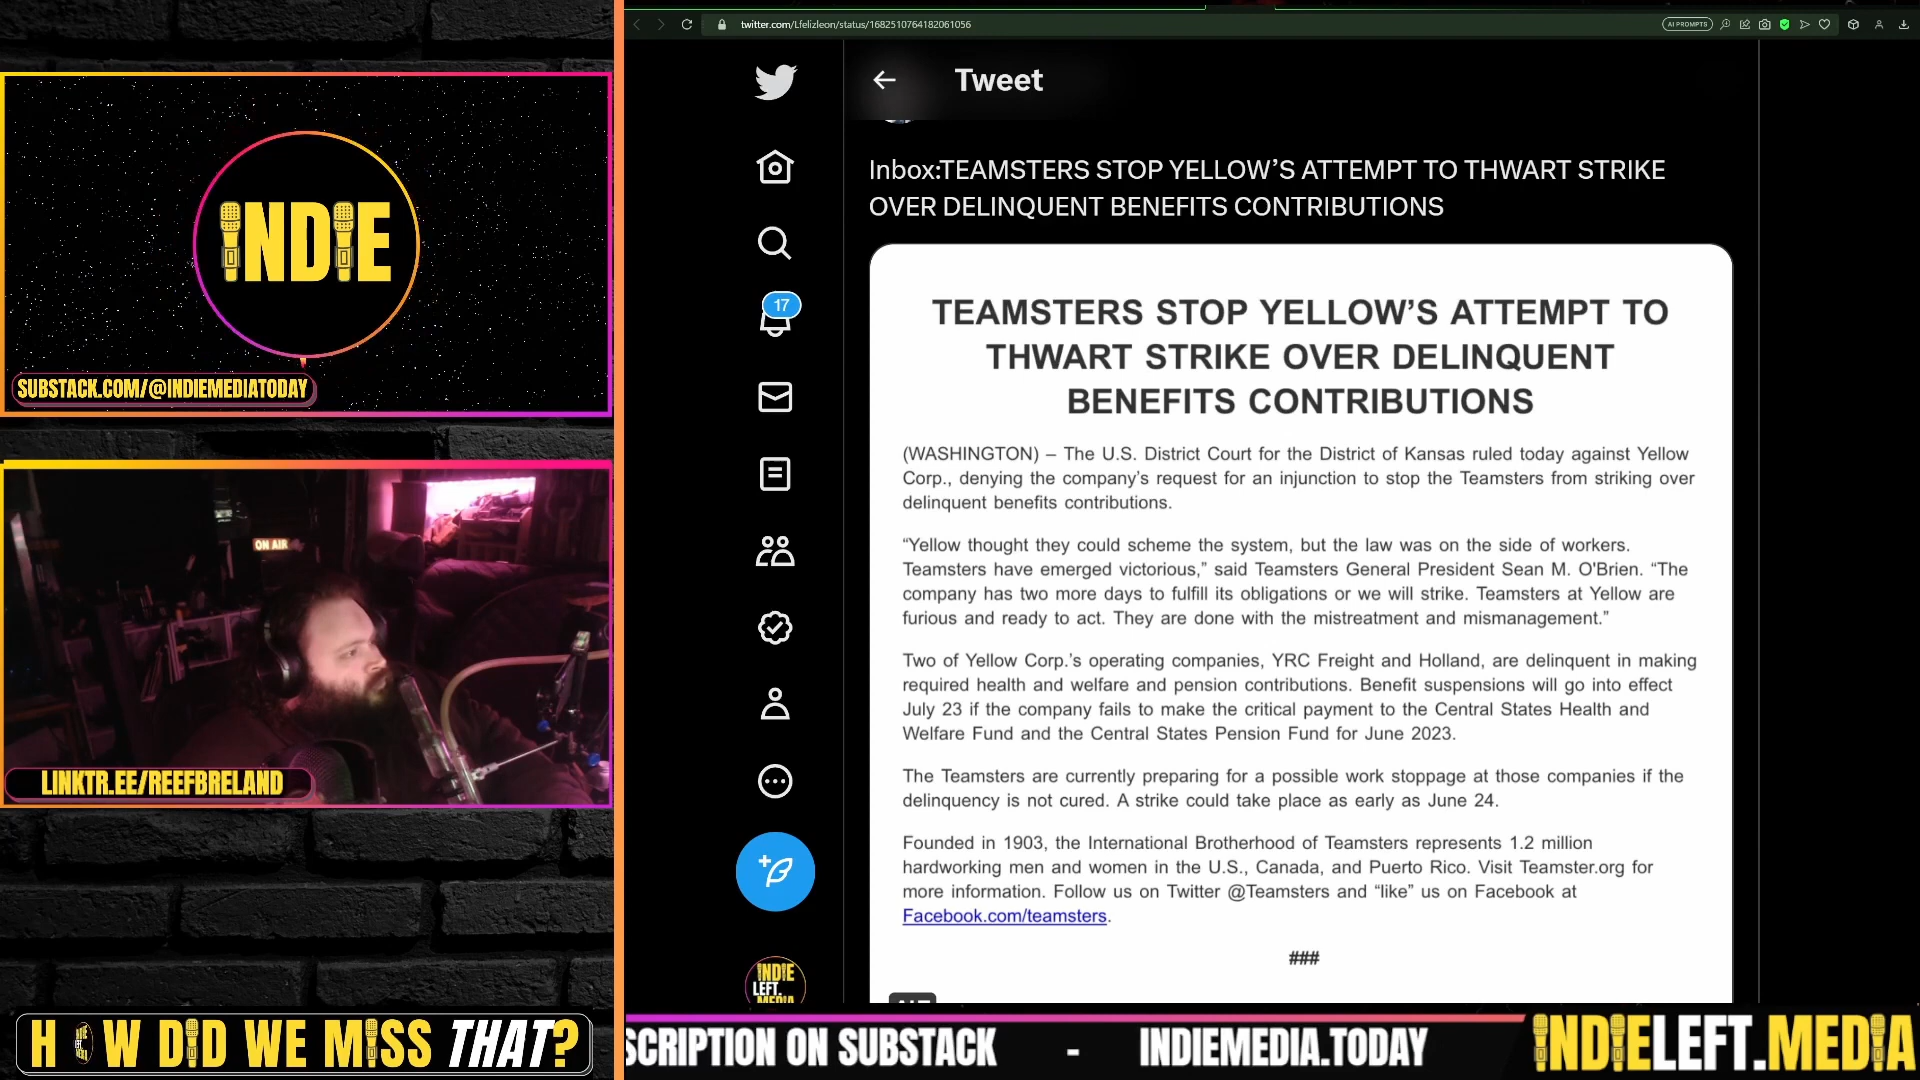 twitter.com/Lfelizleon/status/1682510764182061056
AI PROMPTS
Tweet
17
Inbox:TEAMSTERS STOP YELLOW’S ATTEMPT TO THWART STRIKE
OVER DELINQUENT BENEFITS CONTRIBUTIONS
TEAMSTERS STOP YELLOW’S ATTEMPT TO
THWART STRIKE OVER DELINQUENT
BENEFITS CONTRIBUTIONS
(WASHINGTON) – The U.S. District Court for the District of Kansas ruled today against Yellow
Corp., denying the company’s request for an injunction to stop the Teamsters from striking over
delinquent benefits contributions.
“Yellow thought they could scheme the system, but the law was on the side of workers.
Teamsters have emerged victorious,” said Teamsters General President Sean M. O'Brien. “The
company has two more days to fulfill its obligations or we will strike. Teamsters at Yellow are
furious and ready to act. They are done with the mistreatment and mismanagement.”
Two of Yellow Corp.’s operating companies, YRC Freight and Holland, are delinquent in making
required health and welfare and pension contributions. Benefit suspensions will go into effect
July 23 if the company fails to make the critical payment to the Central States Health and
Welfare Fund and the Central States Pension Fund for June 2023.
The Teamsters are currently preparing for a possible work stoppage at those companies if the
delinquency is not cured. A strike could take place as early as June 24.
Founded in 1903, the International Brotherhood of Teamsters represents 1.2 million
hardworking men and women in the U.S., Canada, and Puerto Rico. Visit Teamster.org for
more information. Follow us on Twitter @Teamsters and “like” us on Facebook at
Facebook.com/teamsters.
###
INDIE
SUBSTACK.COM/@INDIEMEDIATODAY
ON AIR
LINKTR.EE/REEFBRELAND
INDIE
LEFT.
MEDIA
HOW DID WE MISS THAT?
SCRIPTION ON SUBSTACK - INDIEMEDIA.TODAY
INDIELEFT.MEDIA